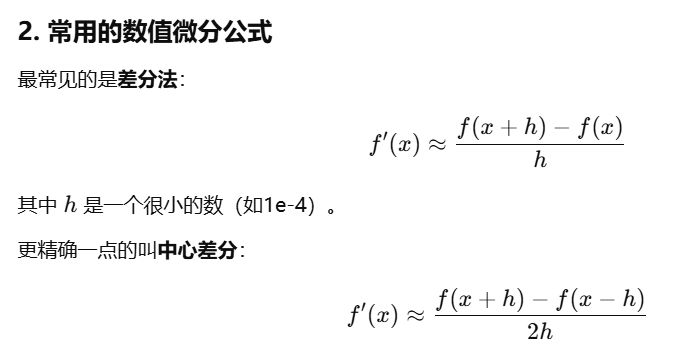 2. 常用的数值微分公式
最常见的是差分法：
f′(x) ≈ \frac{f(x + h) − f(x)}{h}
其中 h 是一个很小的数（如1e-4）。
更精确一点的叫中心差分：
f′(x) ≈ \frac{f(x + h) − f(x − h)}{2h}